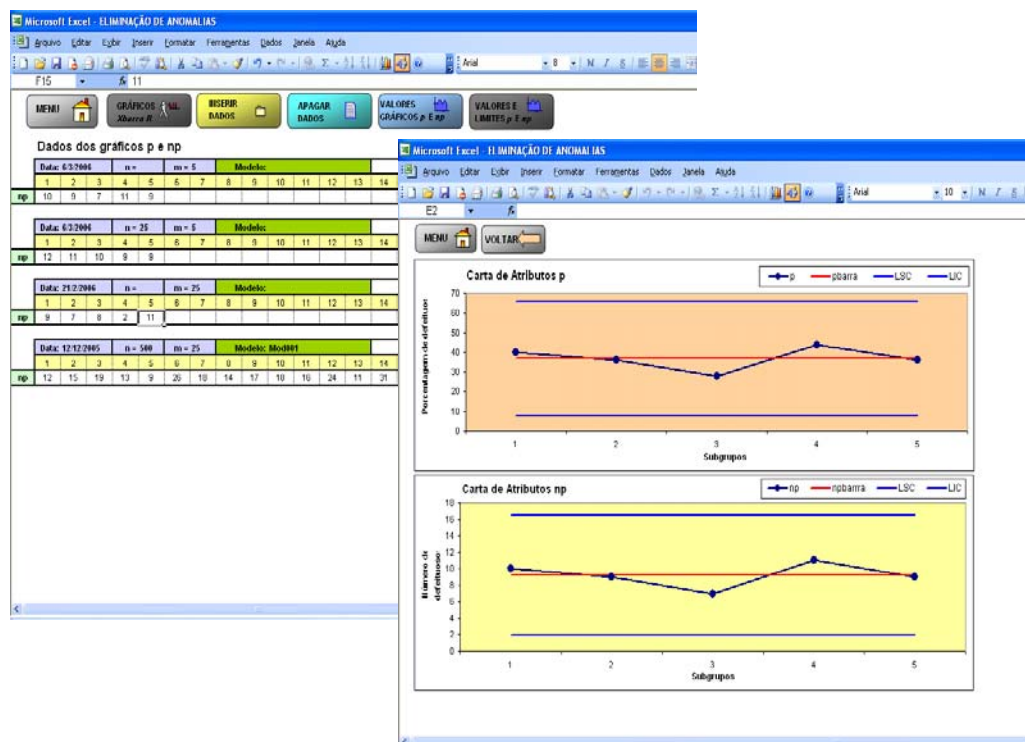 Microsoft Excel - ELIMINAÇÃO DE ANOMALIAS
Arquivo Editar Exibir Inserir Formatar Ferramentas Dados Janela Ajuda
Arial 8 N I S
F15 fx 11
MENU
GRÁFICOS Xbarra R
INSERIR DADOS
APAGAR DADOS
VALORES GRÁFICOS p E np
VALORES E LIMITES p E np
Dados dos gráficos p e np
Data: 6/3/2006 n = m = 5 Modelo:
1 2 3 4 5 6 7 8 9 10 11 12 13 14
np 10 9 7 11 9
Data: 6/3/2006 n = 25 m = 5 Modelo:
1 2 3 4 5 6 7 8 9 10 11 12 13 14
np 12 11 10 9 9
Data: 21/2/2006 n = m = 25 Modelo:
1 2 3 4 5 6 7 8 9 10 11 12 13 14
np 9 7 8 2 11
Data: 12/12/2005 n = 500 m = 25 Modelo: Mod001
1 2 3 4 5 6 7 8 9 10 11 12 13 14
np 12 15 19 13 9 26 18 14 17 18 16 24 11 31
Microsoft Excel - ELIMINAÇÃO DE ANOMALIAS
Arquivo Editar Exibir Inserir Formatar Ferramentas Dados Janela Ajuda
Arial 10 N I S
E2 fx
MENU
VOLTAR
Carta de Atributos p
p pbarra LSC LIC
Porcentagem de defeituos
70
60
50
40
30
20
10
0
1 2 3 4 5
Subgrupos
Carta de Atributos np
np npbarra LSC LIC
Número de defeituosos
18
16
14
12
10
8
6
4
2
0
1 2 3 4 5
Subgrupos